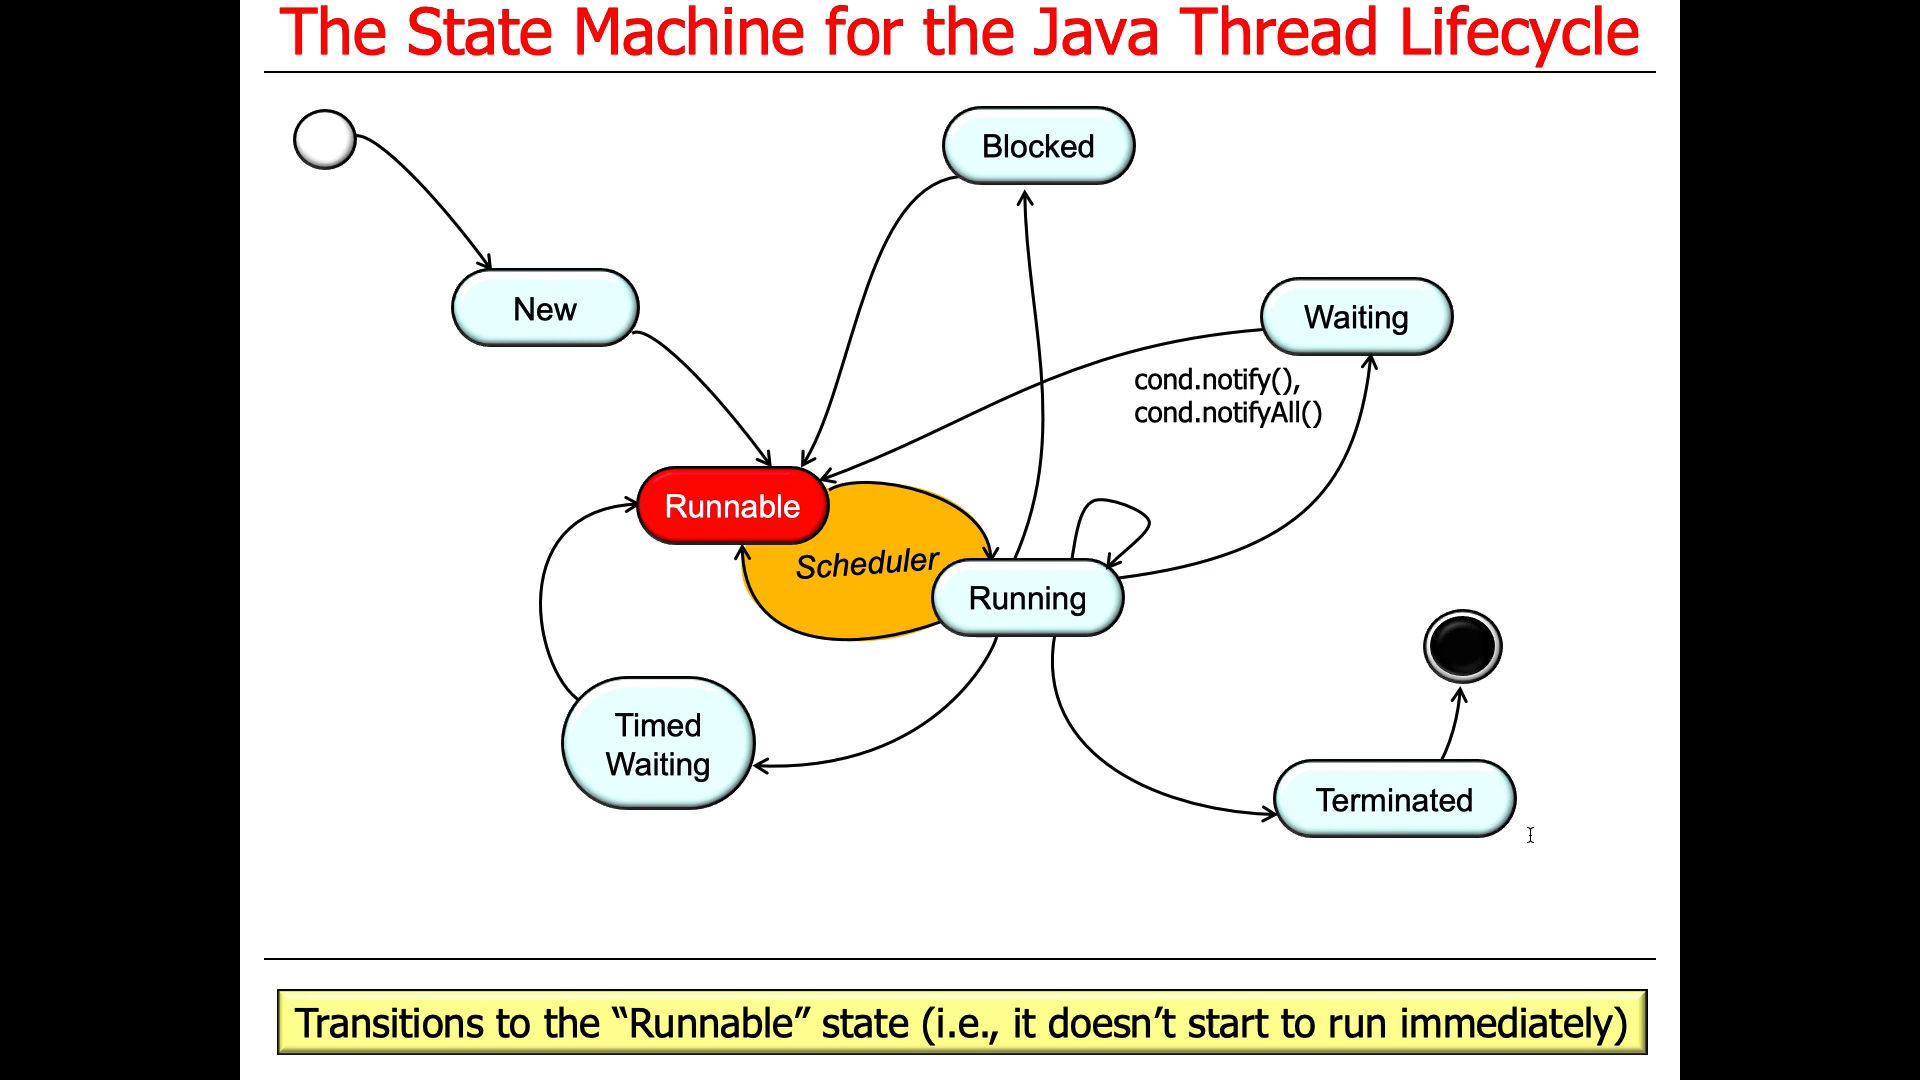 The State Machine for the Java Thread Lifecycle
Blocked
New
Waiting
cond.notify(),
cond.notifyAll()
Runnable
Scheduler
Running
Timed
Waiting
Terminated
Transitions to the “Runnable” state (i.e., it doesn’t start to run immediately)